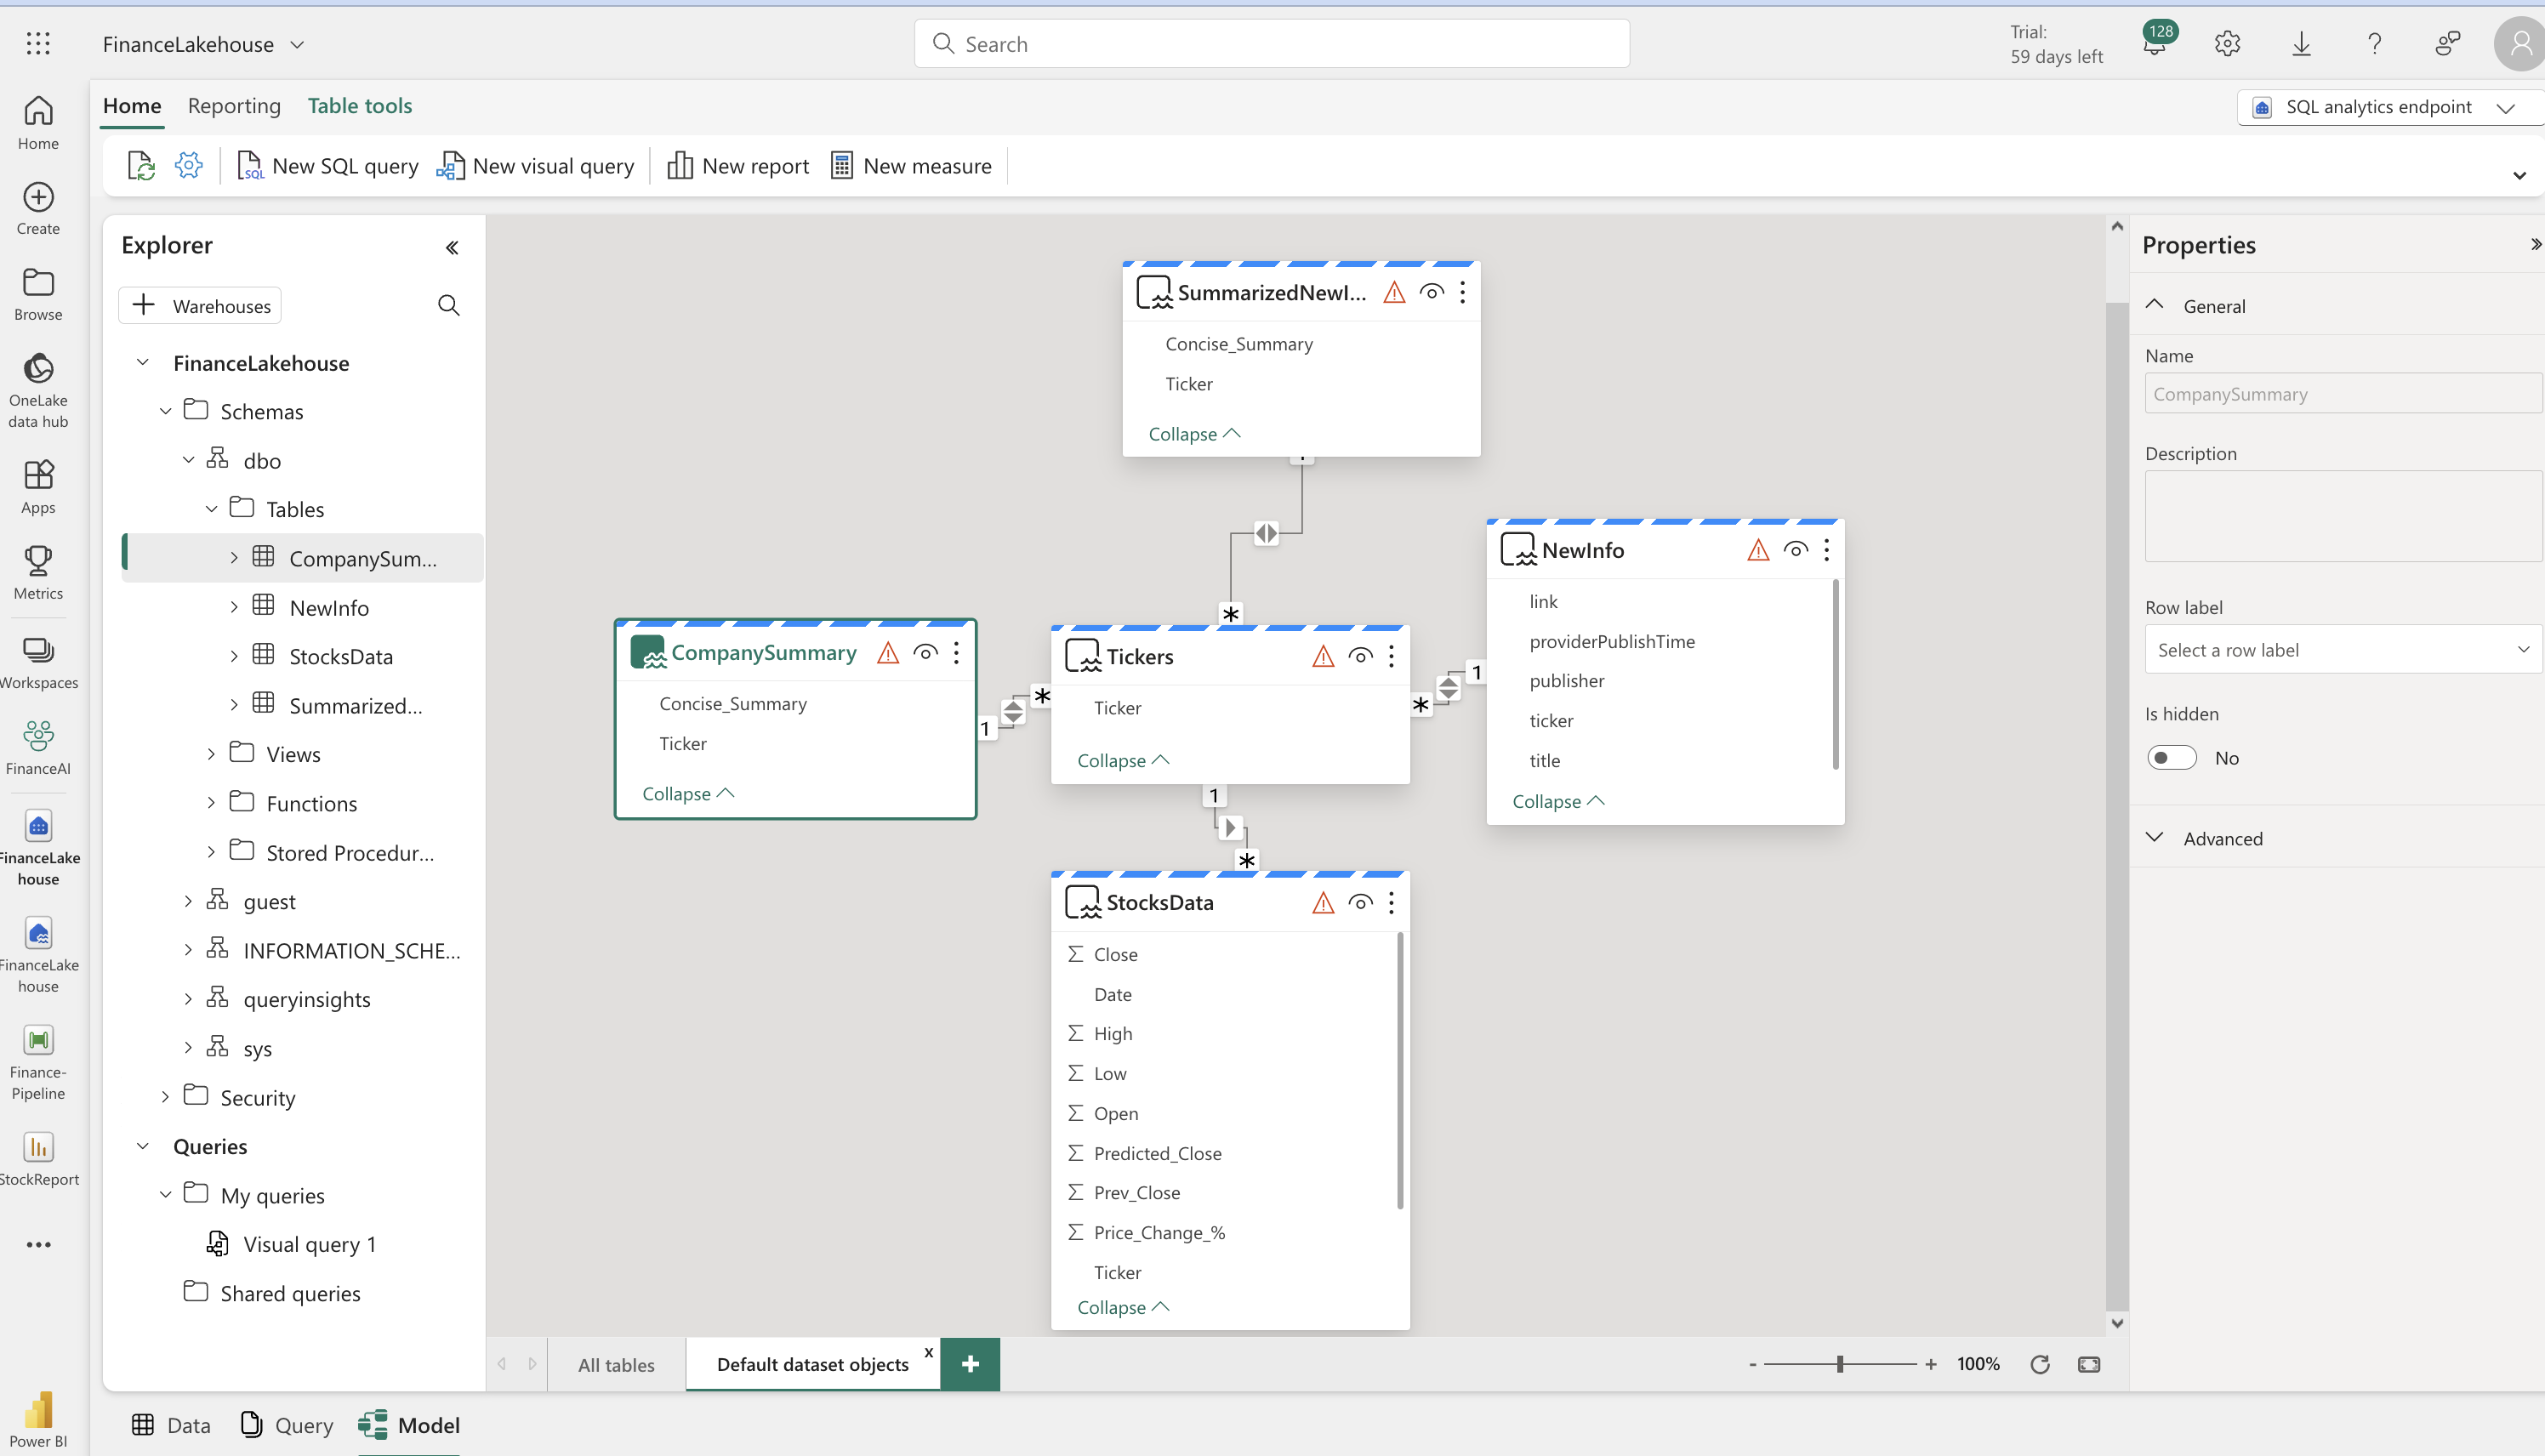 FinanceLakehouse
Search
Trial:
59 days left
128
Home
Reporting
Table tools
SQL analytics endpoint
SQL
New SQL query
New visual query
New report
New measure
Home
Create
Browse
OneLake
data hub
Apps
Metrics
Workspaces
FinanceAI
FinanceLake
house
FinanceLake
house
Finance-
Pipeline
StockReport
Power BI
Explorer
Warehouses
FinanceLakehouse
Schemas
dbo
Tables
CompanySum...
NewInfo
StocksData
Summarized...
Views
Functions
Stored Procedur...
guest
INFORMATION_SCHE...
queryinsights
sys
Security
Queries
My queries
Visual query 1
Shared queries
SummarizedNewI...
Concise_Summary
Ticker
Collapse
*
CompanySummary
Concise_Summary
Ticker
Collapse
1
*
Tickers
Ticker
Collapse
*
1
NewInfo
link
providerPublishTime
publisher
ticker
title
Collapse
1
*
StocksData
Σ Close
Date
Σ High
Σ Low
Σ Open
Σ Predicted_Close
Σ Prev_Close
Σ Price_Change_%
Ticker
Collapse
All tables
Default dataset objects
x
+
- + 100%
Properties
General
Name
CompanySummary
Description
Row label
Select a row label
Is hidden
No
Advanced
Data
Query
Model